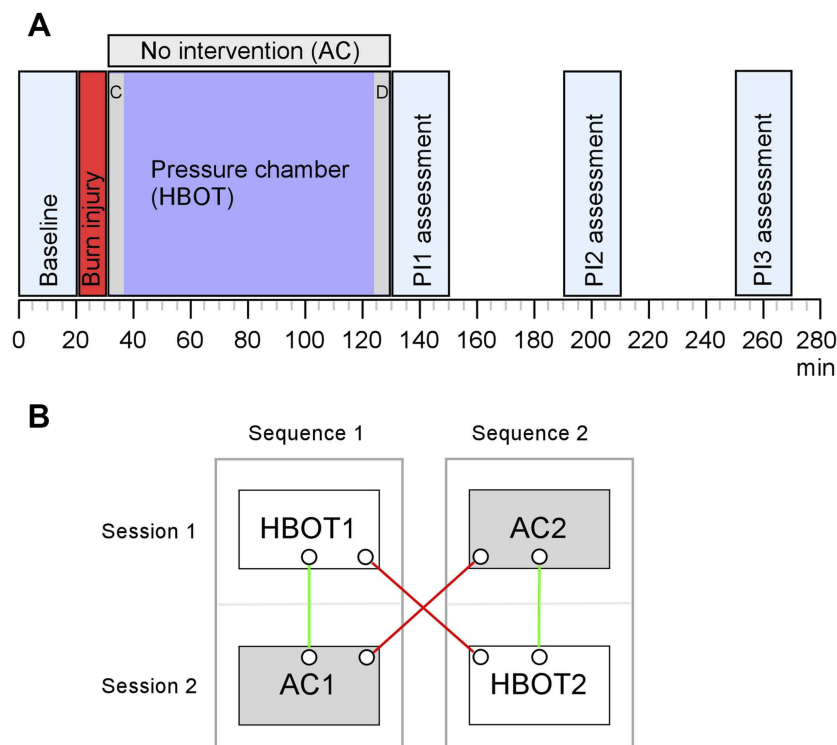 A
No intervention (AC)
C
D
Baseline
Burn injury
Pressure chamber
(HBOT)
PI1 assessment
PI2 assessment
PI3 assessment
0 20 40 60 80 100 120 140 160 180 200 220 240 260 280
min
B
Sequence 1 Sequence 2
Session 1
HBOT1
AC2
Session 2
AC1
HBOT2